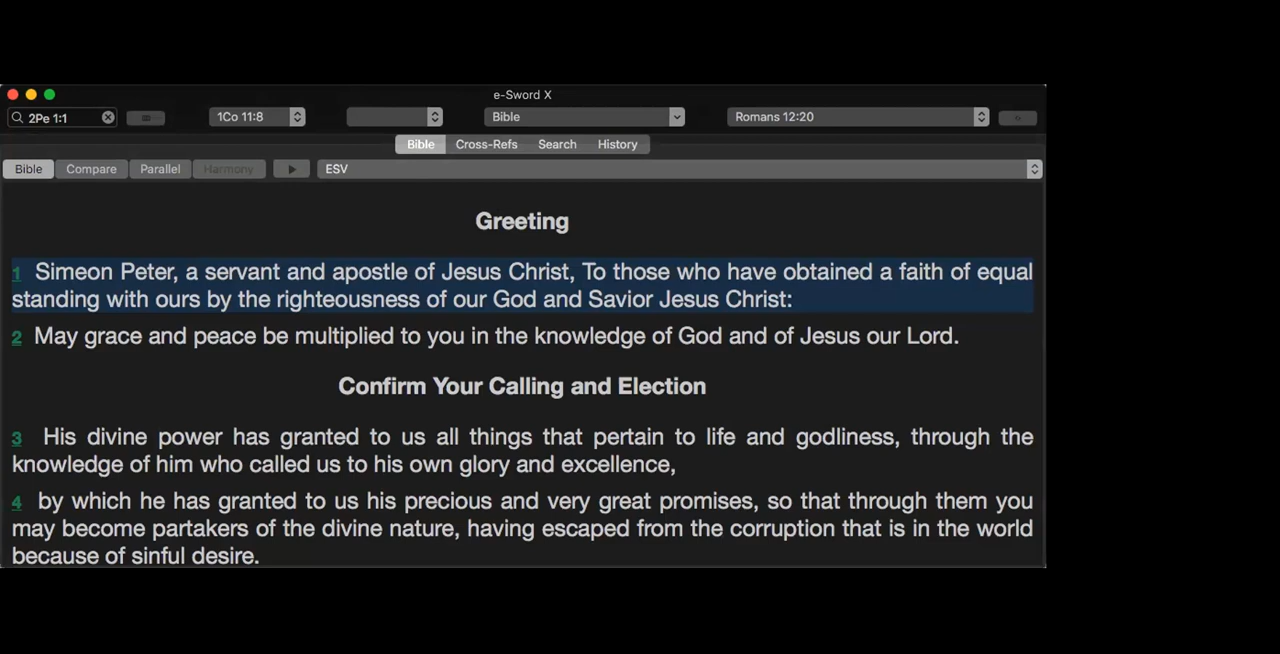 e-Sword X
2Pe 1:1
1Co 11:8
Bible
Romans 12:20
Bible Cross-Refs Search History
Bible Compare Parallel Harmony ESV
Greeting
1 Simeon Peter, a servant and apostle of Jesus Christ, To those who have obtained a faith of equal
standing with ours by the righteousness of our God and Savior Jesus Christ:
2 May grace and peace be multiplied to you in the knowledge of God and of Jesus our Lord.
Confirm Your Calling and Election
3 His divine power has granted to us all things that pertain to life and godliness, through the
knowledge of him who called us to his own glory and excellence,
4 by which he has granted to us his precious and very great promises, so that through them you
may become partakers of the divine nature, having escaped from the corruption that is in the world
because of sinful desire.